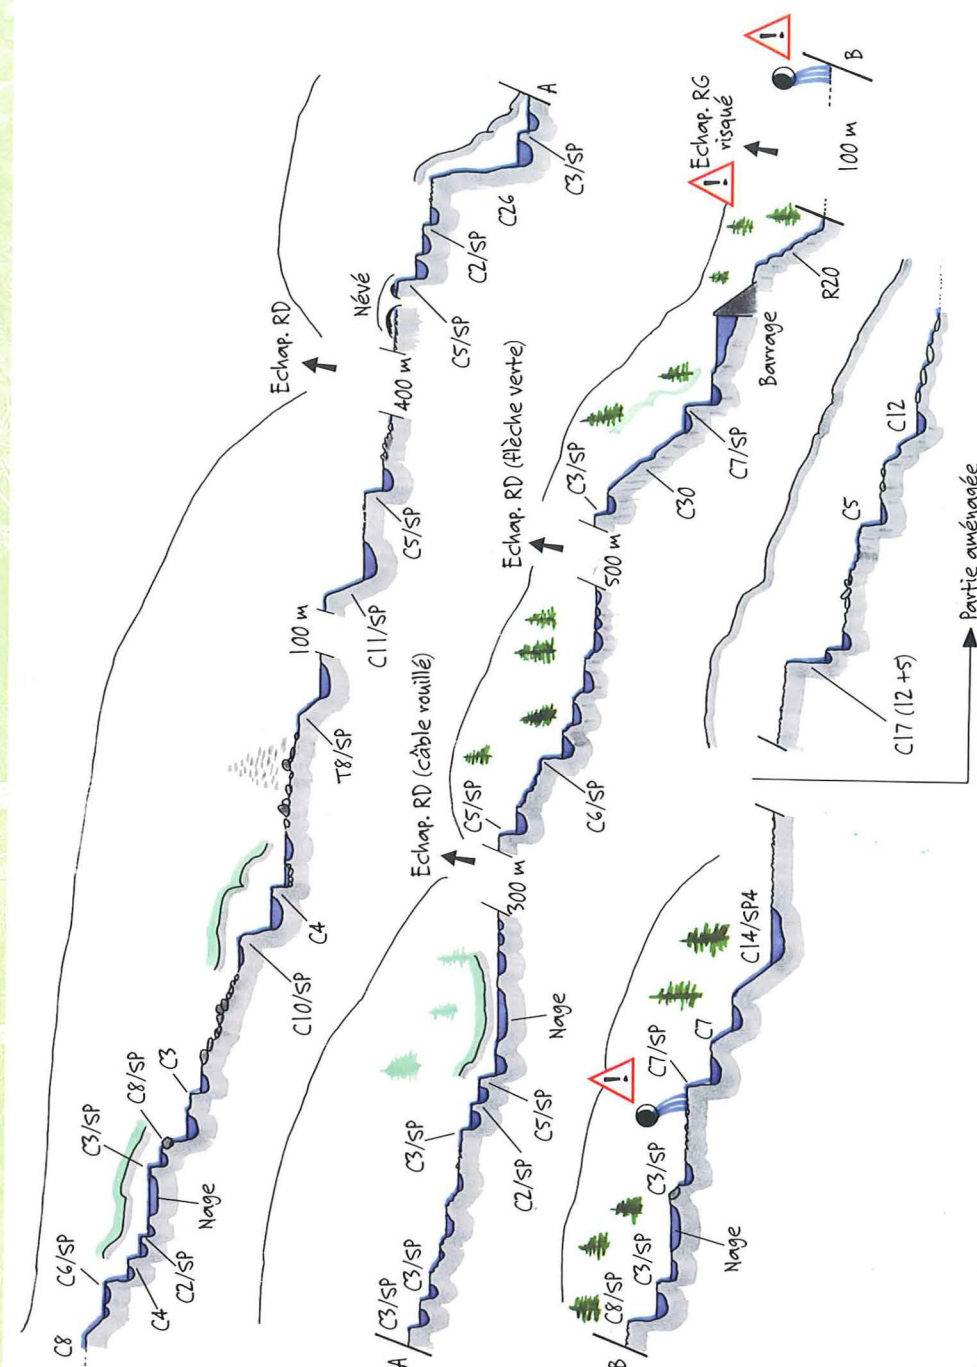 C8
C6/SP
C4
C2/SP
Nage
C3/SP
C8/SP
C3
C10/SP
C4
T8/SP
100 m
C11/SP
C5/SP
400 m
Echap. RD
Névé
C5/SP
C2/SP
C26
C3/SP
A
A
C3/SP
C3/SP
C3/SP
C2/SP
C5/SP
Nage
300 m
Echap. RD (câble rouillé)
C5/SP
C6/SP
500 m
Echap. RD (flèche verte)
C3/SP
C30
C7/SP
Barrage
R20
Echap. RG
risqué
100 m
B
B
C8/SP
C3/SP
Nage
C3/SP
C7/SP
C7
C14/SP4
Partie aménagée
C17 (12 +5)
C5
C12